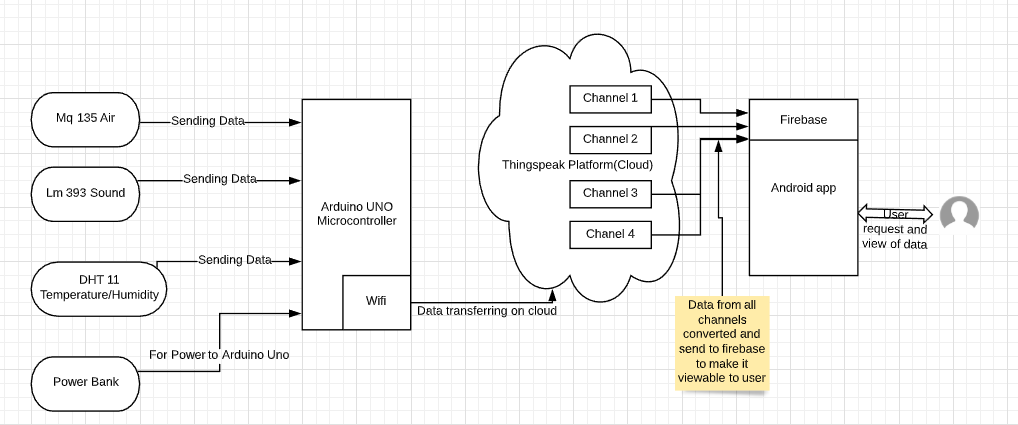 Mq 135 Air
Sending Data
Lm 393 Sound
Sending Data
DHT 11
Temperature/Humidity
Sending Data
For Power to Arduino Uno
Power Bank
Arduino UNO
Microcontroller
Wifi
Data transferring on cloud
Channel 1
Channel 2
Thingspeak Platform(Cloud)
Channel 3
Chanel 4
Data from all
channels
converted and
send to firebase
to make it
viewable to user
Firebase
Android app
User
request and
view of data